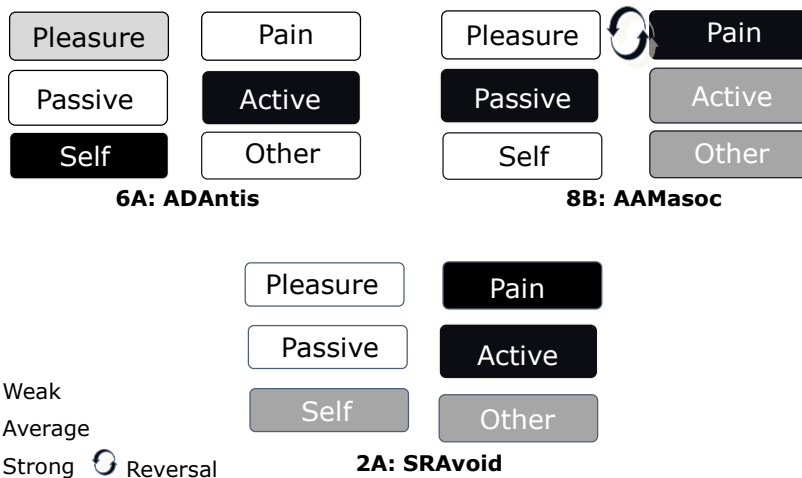 Pleasure Pain
Passive Active
Self Other
6A: ADAntis
Pleasure Pain
Passive Active
Self Other
8B: AAMasoc
Pleasure Pain
Passive Active
Self Other
2A: SRAvoid
Weak
Average
Strong Reversal